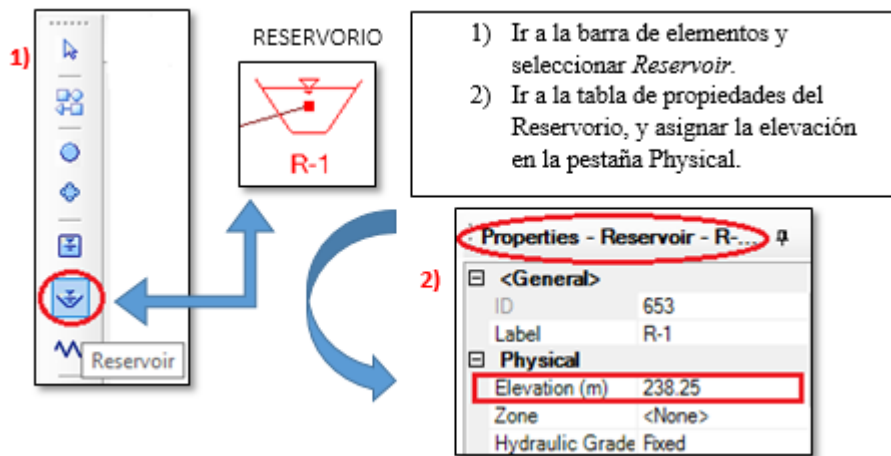 1)
Reservoir
RESERVORIO
R-1
1) Ir a la barra de elementos y
seleccionar Reservoir.
2) Ir a la tabla de propiedades del
Reservorio, y asignar la elevación
en la pestaña Physical.
2)
Properties - Reservoir - R-...
<General>
ID 653
Label R-1
Physical
Elevation (m) 238.25
Zone <None>
Hydraulic Grade Fixed